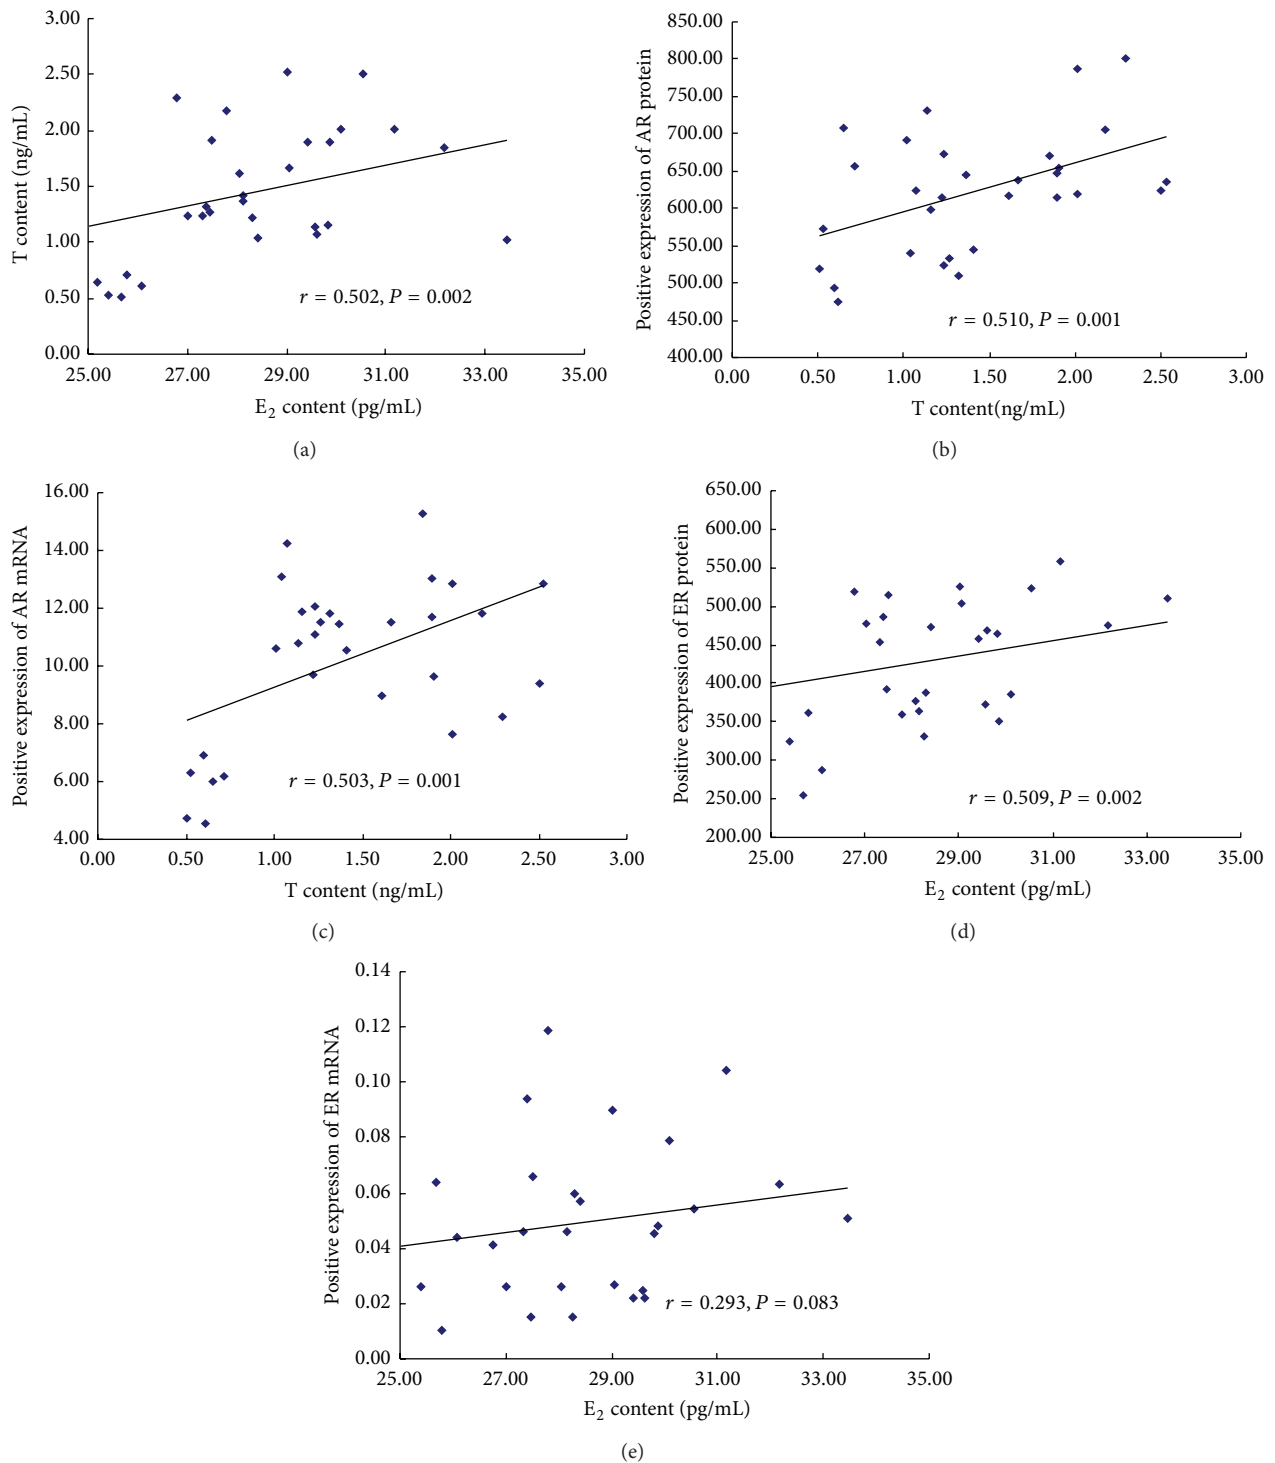 3.00
2.50
2.00
1.50
1.00
0.50
0.00
T content (ng/mL)
r = 0.502, P = 0.002
25.00 27.00 29.00 31.00 33.00 35.00
E₂ content (pg/mL)
(a)
850.00
800.00
750.00
700.00
650.00
600.00
550.00
500.00
450.00
400.00
Positive expression of AR protein
r = 0.510, P = 0.001
0.00 0.50 1.00 1.50 2.00 2.50 3.00
T content(ng/mL)
(b)
16.00
14.00
12.00
10.00
8.00
6.00
4.00
Positive expression of AR mRNA
r = 0.503, P = 0.001
0.00 0.50 1.00 1.50 2.00 2.50 3.00
T content (ng/mL)
(c)
650.00
600.00
550.00
500.00
450.00
400.00
350.00
300.00
250.00
200.00
Positive expression of ER protein
r = 0.509, P = 0.002
25.00 27.00 29.00 31.00 33.00 35.00
E₂ content (pg/mL)
(d)
0.14
0.12
0.10
0.08
0.06
0.04
0.02
0.00
Positive expression of ER mRNA
r = 0.293, P = 0.083
25.00 27.00 29.00 31.00 33.00 35.00
E₂ content (pg/mL)
(e)